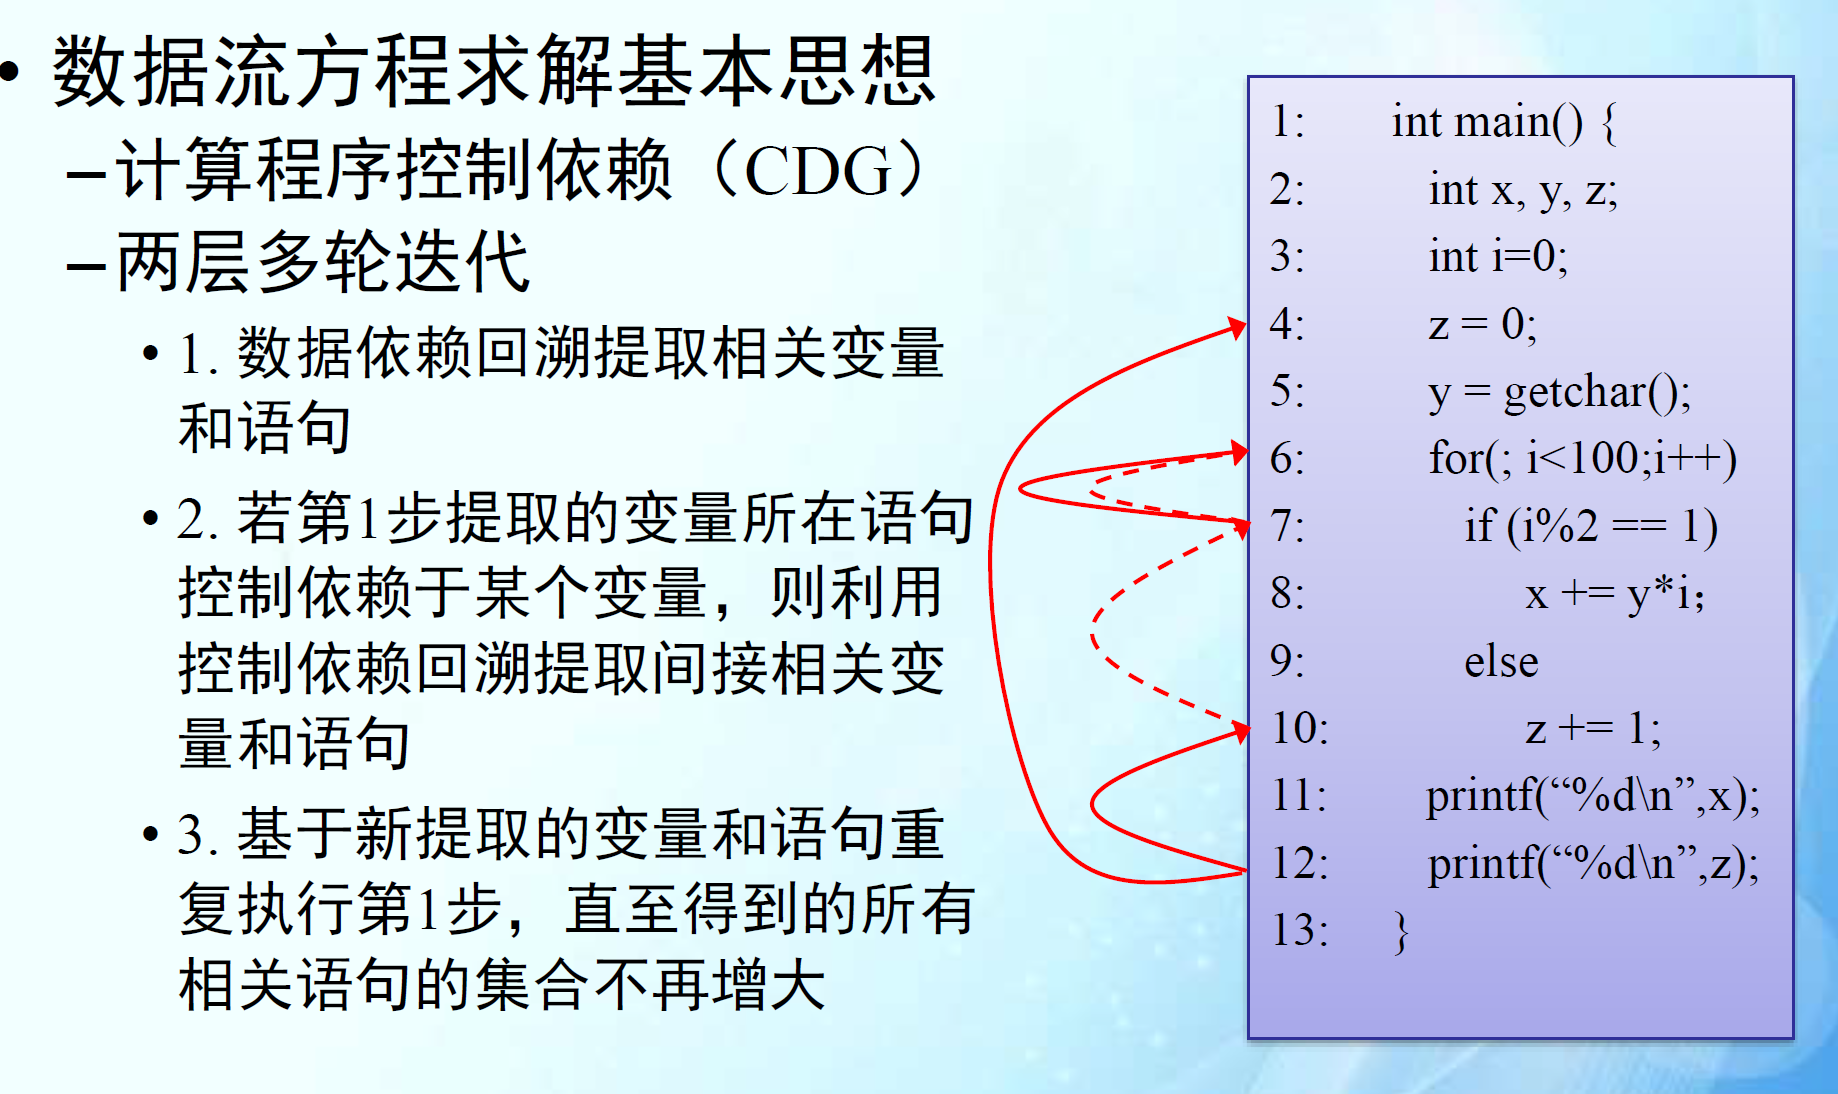 • 数据流方程求解基本思想
–计算程序控制依赖（CDG）
–两层多轮迭代
• 1. 数据依赖回溯提取相关变量
和语句
• 2. 若第1步提取的变量所在语句
控制依赖于某个变量，则利用
控制依赖回溯提取间接相关变
量和语句
• 3. 基于新提取的变量和语句重
复执行第1步，直至得到的所有
相关语句的集合不再增大
1: int main() {
2: int x, y, z;
3: int i=0;
4: z = 0;
5: y = getchar();
6: for(; i<100;i++)
7: if (i%2 == 1)
8: x += y*i；
9: else
10: z += 1;
11: printf(“%d\n”,x);
12: printf(“%d\n”,z);
13: }